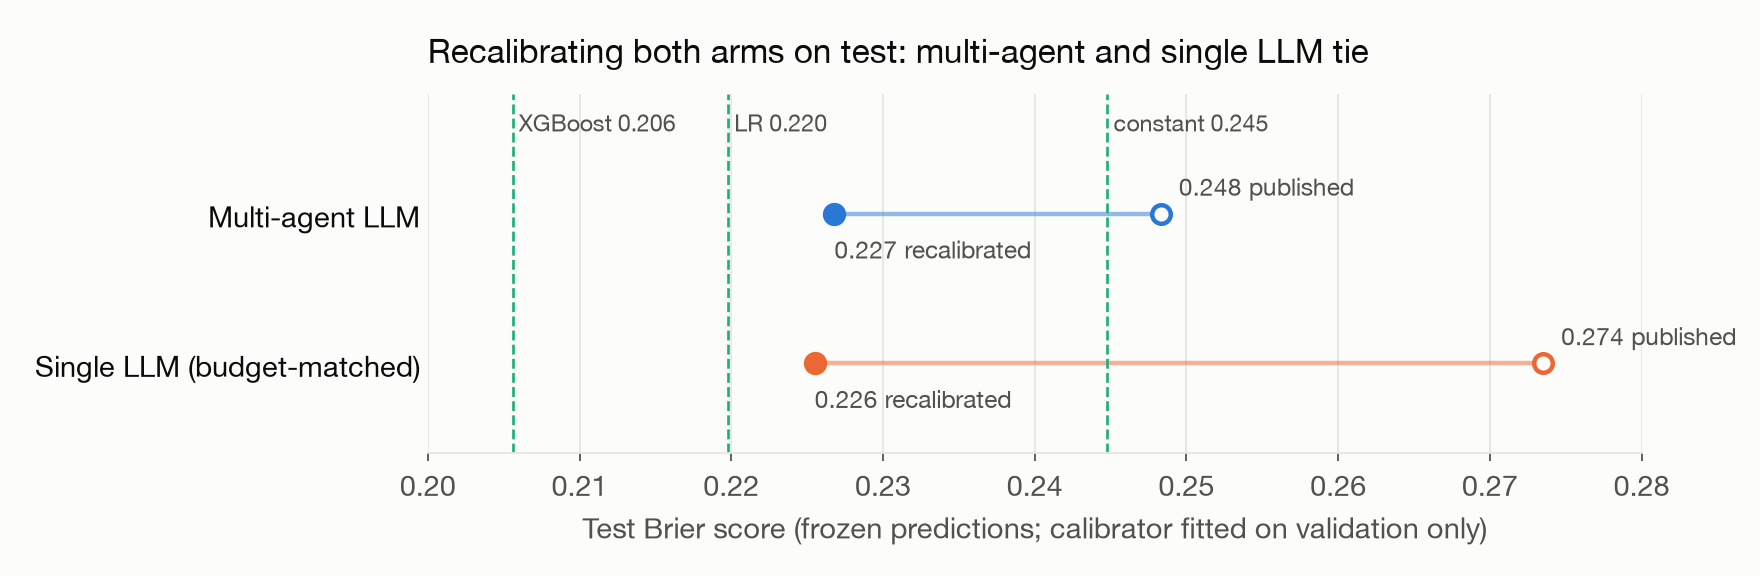 Recalibrating both arms on test: multi-agent and single LLM tie
XGBoost 0.206
LR 0.220
constant 0.245
0.248 published
Multi-agent LLM
0.227 recalibrated
0.274 published
Single LLM (budget-matched)
0.226 recalibrated
0.20 0.21 0.22 0.23 0.24 0.25 0.26 0.27 0.28
Test Brier score (frozen predictions; calibrator fitted on validation only)